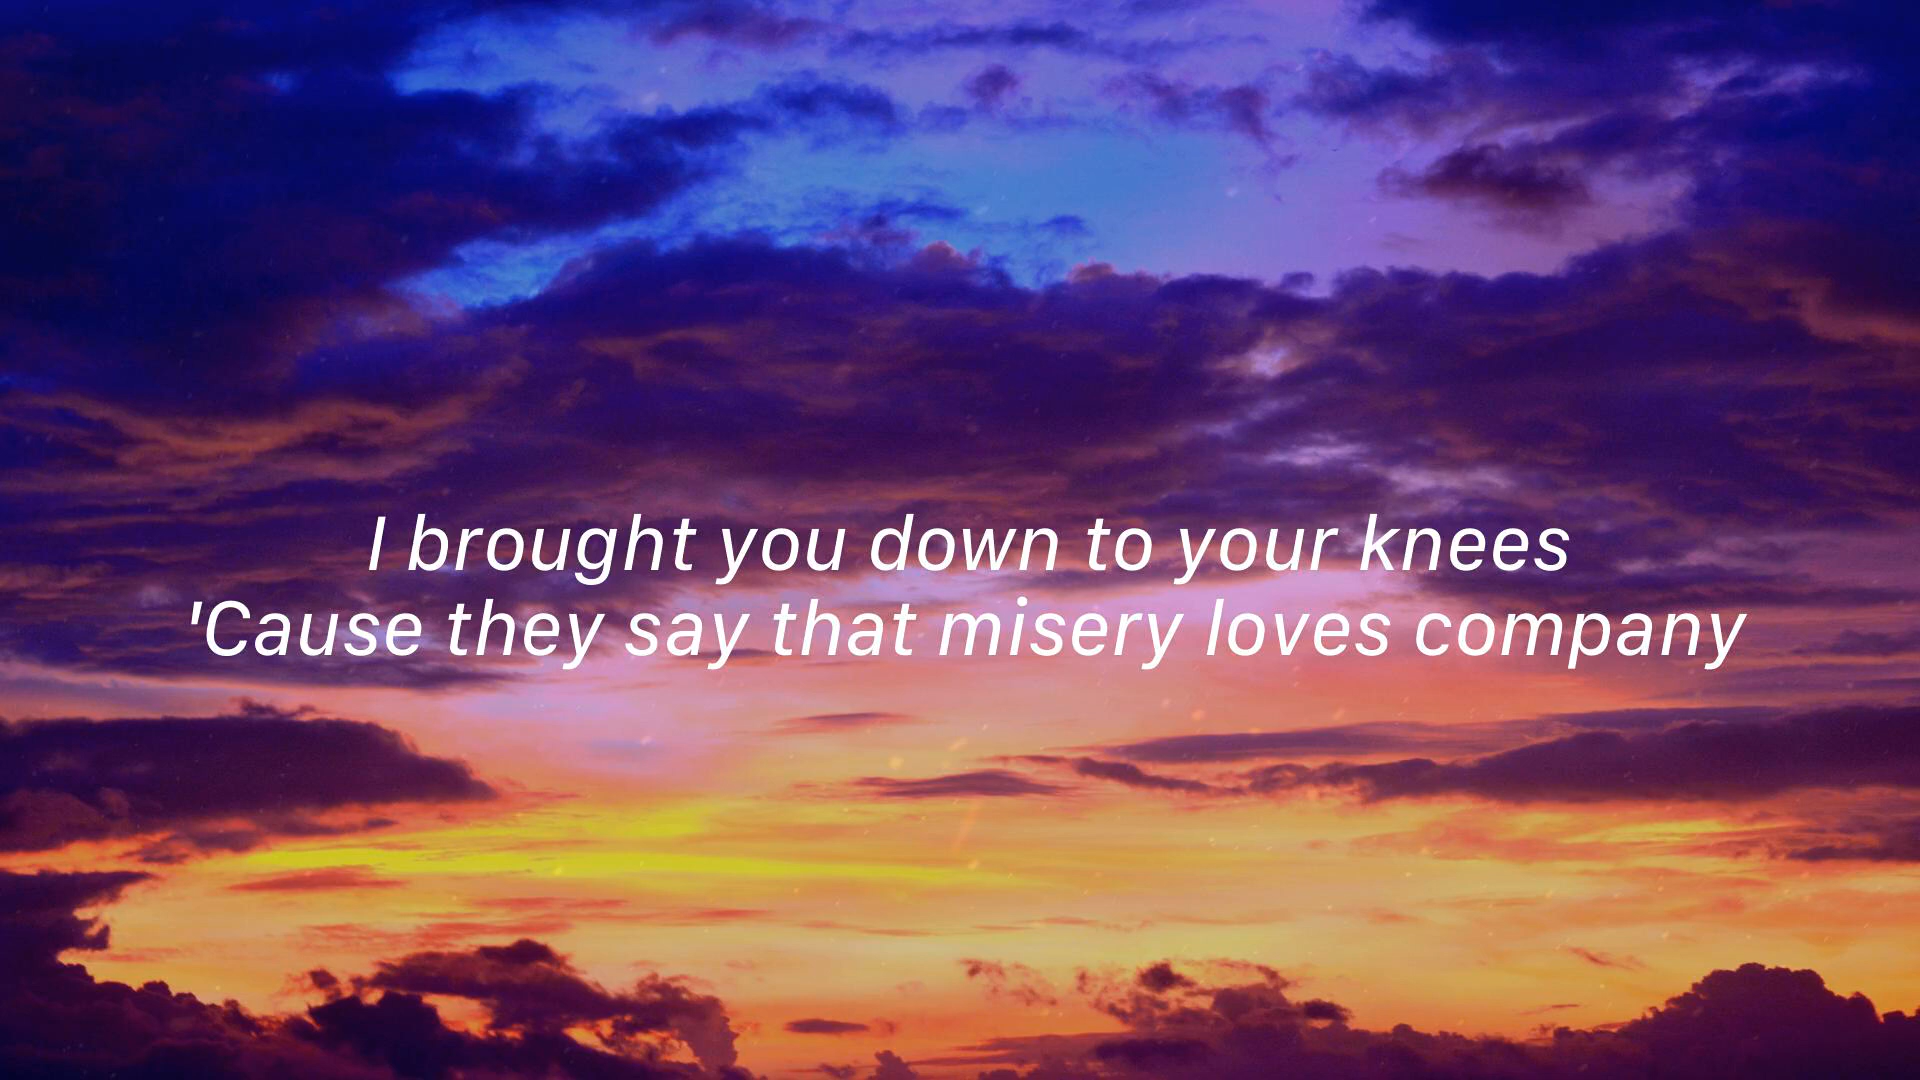 I brought you down to your knees
'Cause they say that misery loves company